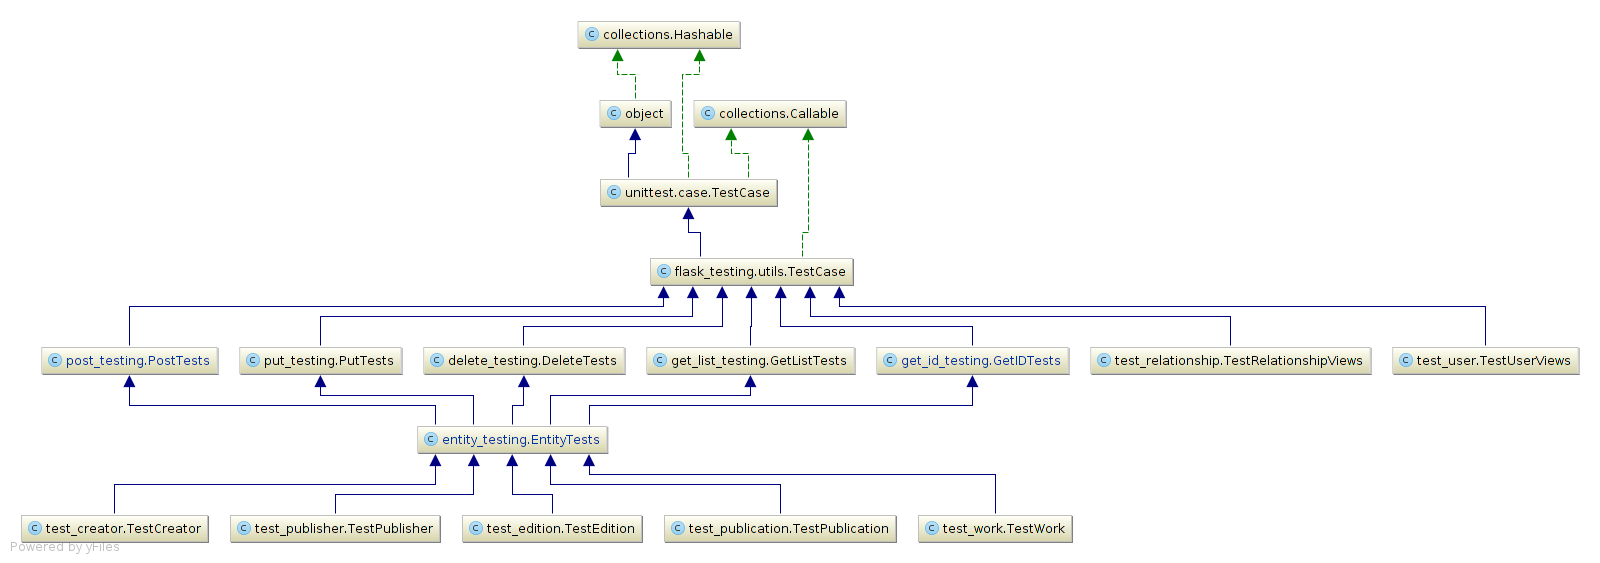 C collections.Hashable
C object
C collections.Callable
C unittest.case.TestCase
C flask_testing.utils.TestCase
C post_testing.PostTests
C put_testing.PutTests
C delete_testing.DeleteTests
C get_list_testing.GetListTests
C get_id_testing.GetIDTests
C test_relationship.TestRelationshipViews
C test_user.TestUserViews
C entity_testing.EntityTests
C test_creator.TestCreator
C test_publisher.TestPublisher
C test_edition.TestEdition
C test_publication.TestPublication
C test_work.TestWork
Powered by yFiles